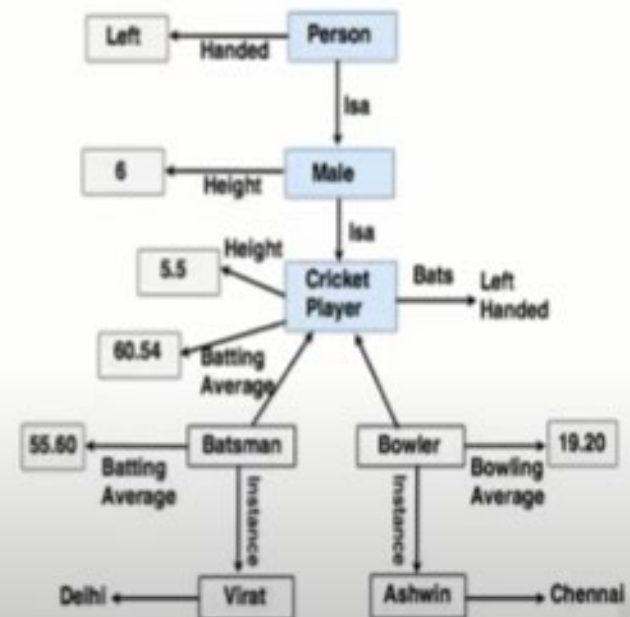 Left
Handed
Person
Isa
6
Height
Male
Isa
Height
5.5
Cricket
Player
Bats
Left
Handed
60.54
Batting
Average
55.60
Batting
Average
Batsman
Bowler
Bowling
Average
19.20
Instance
Instance
Delhi
Virat
Ashwin
Chennai